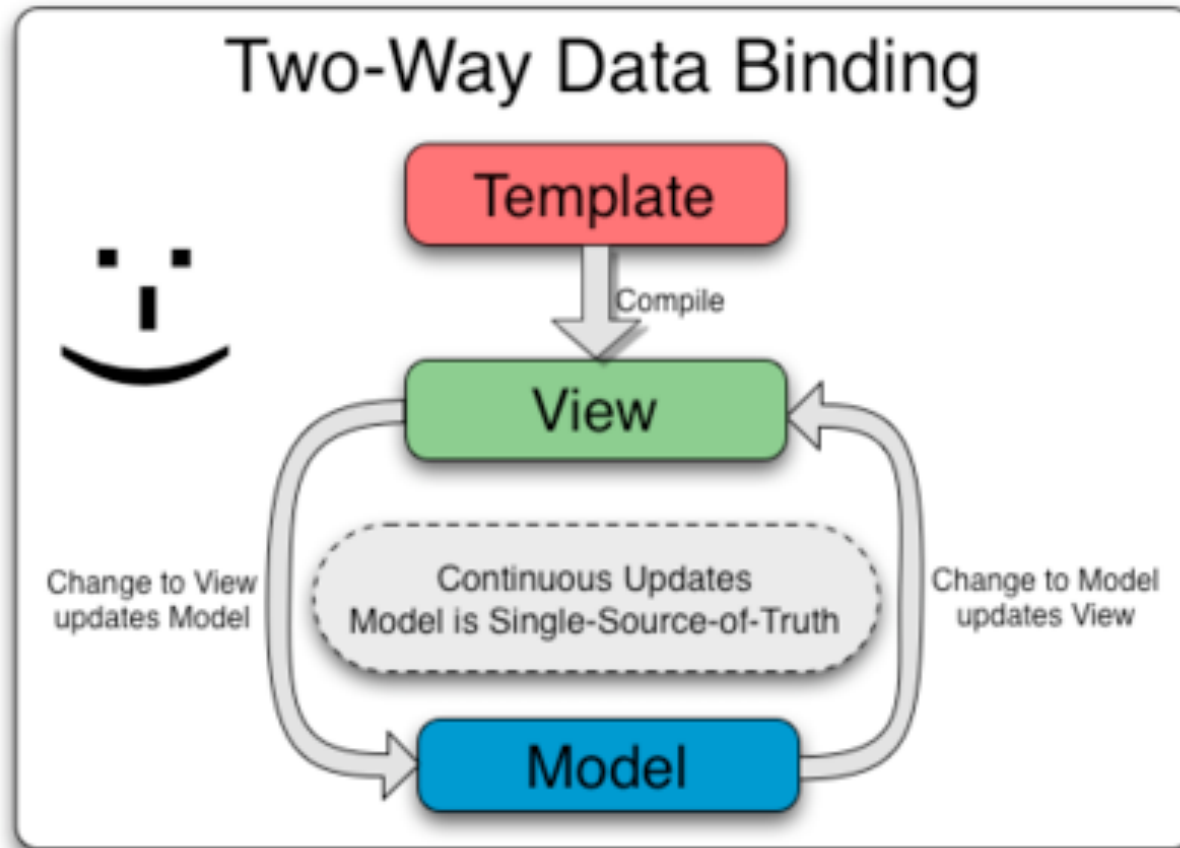 Two-Way Data Binding
Template
Compile
View
Change to View
updates Model
Continuous Updates
Model is Single-Source-of-Truth
Change to Model
updates View
Model